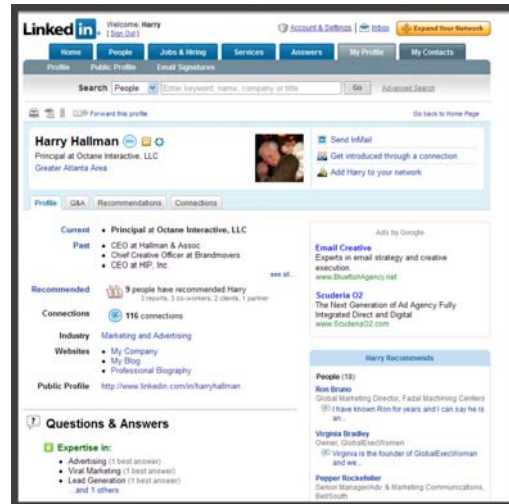 Linked in
Welcome, Harry
[ Sign Out ]
Account & Settings
Inbox
Expand Your Network
Home
People
Jobs & Hiring
Services
Answers
My Profile
My Contacts
Profile
Public Profile
Email Signatures
Search
People
Enter keyword, name, company or title
Go
Advanced Search
Forward this profile
Go back to Home Page
Harry Hallman
Principal at Octane Interactive, LLC
Greater Atlanta Area
Send InMail
Get introduced through a connection
Add Harry to your network
Profile
Q&A
Recommendations
Connections
Current
• Principal at Octane Interactive, LLC
Past
• CEO at Hallman & Assoc.
• Chief Creative Officer at Brandmovers
• CEO at HIP, Inc.
see all...
Recommended
9 people have recommended Harry
3 reports, 3 co-workers, 2 clients, 1 partner
Connections
116 connections
Industry
Marketing and Advertising
Websites
• My Company
• My Blog
• Professional Biography
Public Profile
http://www.linkedin.com/in/harryhallman
Questions & Answers
Expertise in:
• Advertising (1 best answer)
• Viral Marketing (1 best answer)
• Lead Generation (1 best answer)
...and 1 others
Ads by Google
Email Creative
Experts in email strategy and creative
execution.
www.BluefishAgency.net
Scuderia O2
The Next Generation of Ad Agency Fully
Integrated Direct and Digital
www.ScuderiaO2.com
Harry Recommends
People (18)
Ron Bruno
Global Marketing Director, Fadal Machining Centers
I have known Ron for years and I can say he is
an...
Virginia Bradley
Owner, GlobalExecWomen
Virginia is the founder of GlobalExecWomen
and we...
Pepper Rockefeller
Senior Manager/Adv. & Marketing Communications,
BellSouth